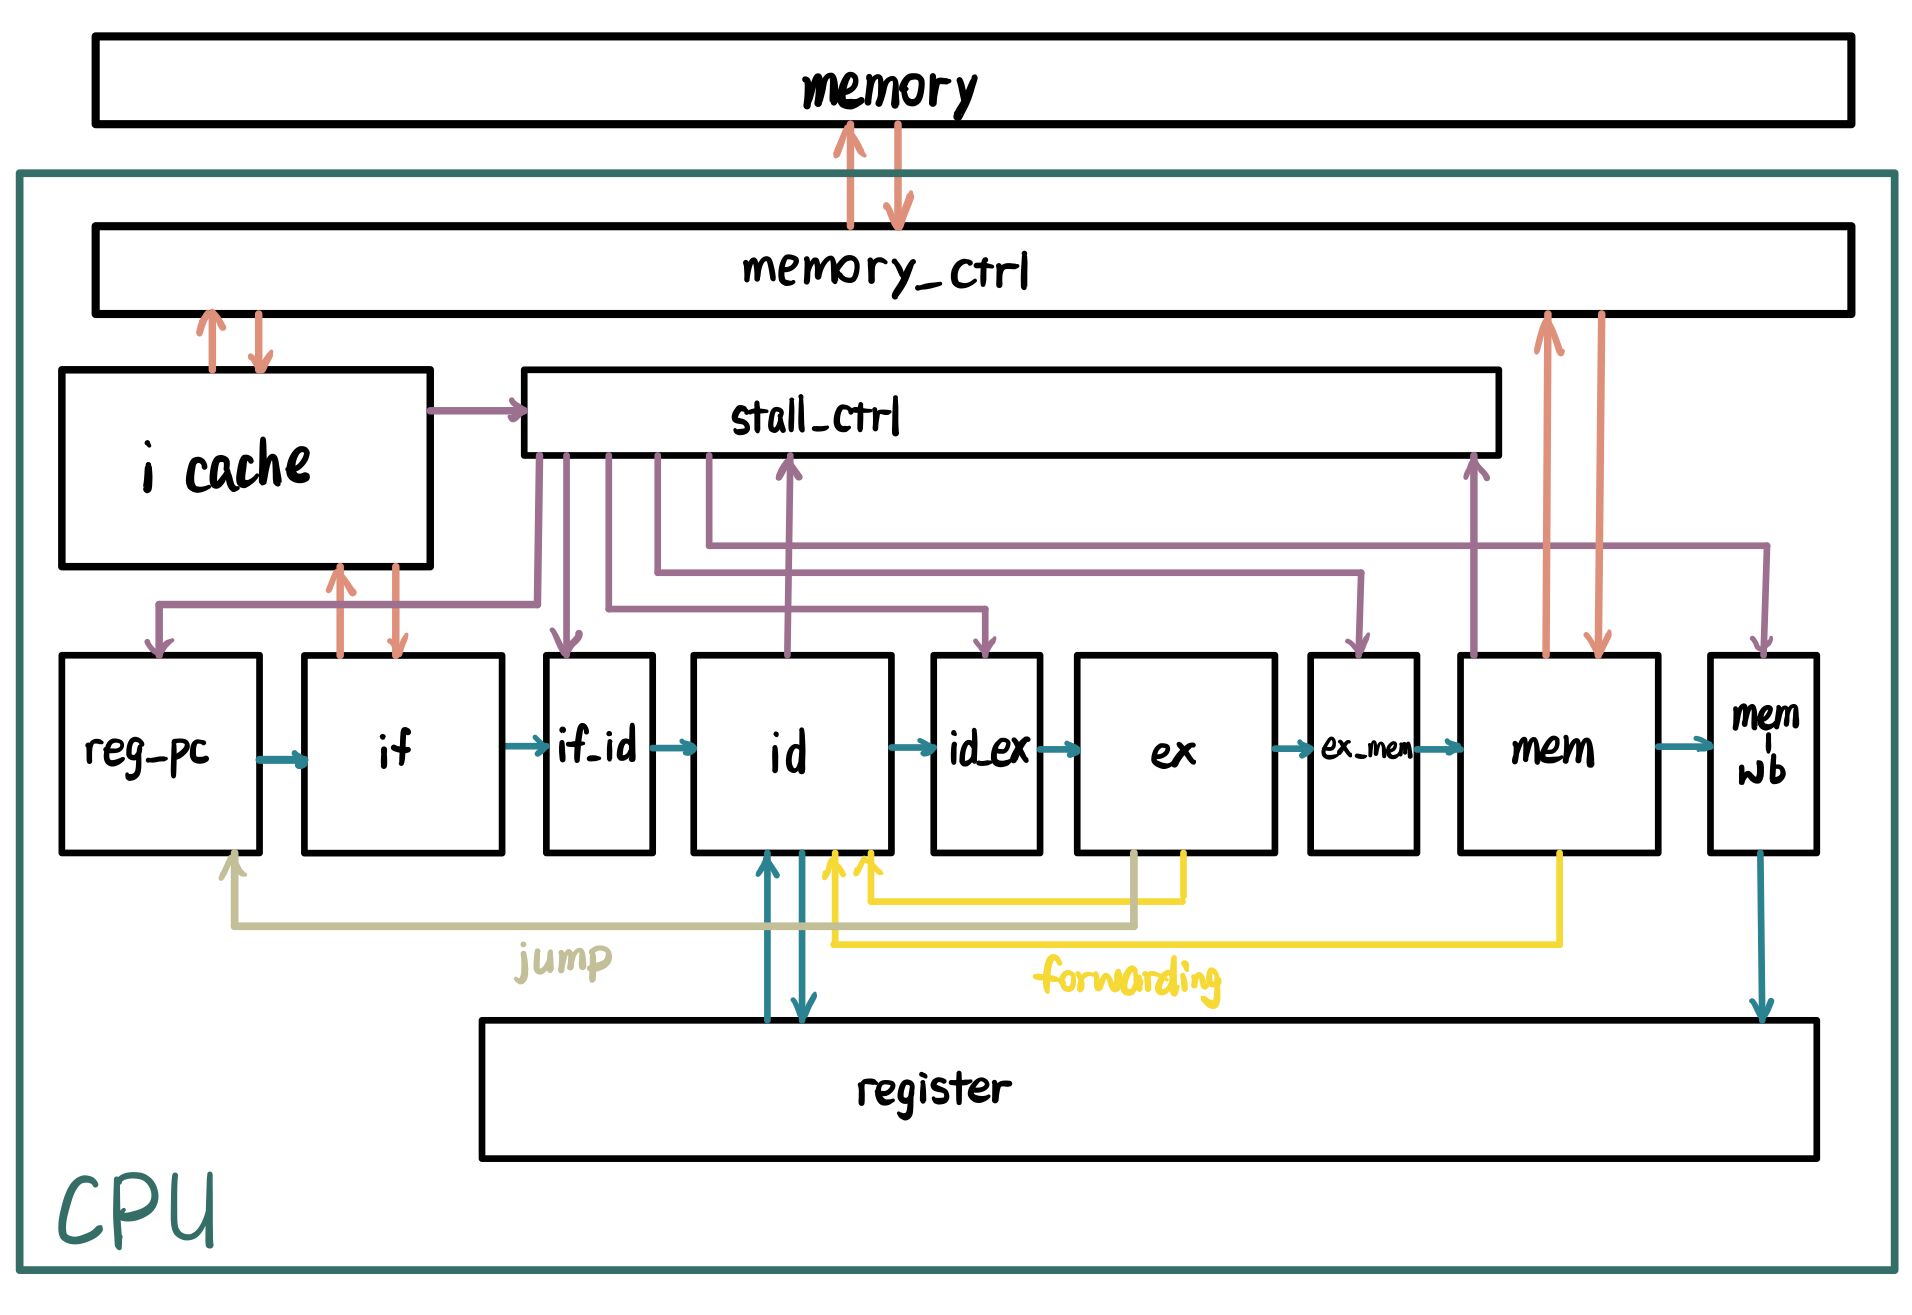 memory
memory_ctrl
i cache
stall_ctrl
reg_pc
if
if_id
id
id_ex
ex
ex_mem
mem
mem
-
wb
jump
forwarding
register
CPU